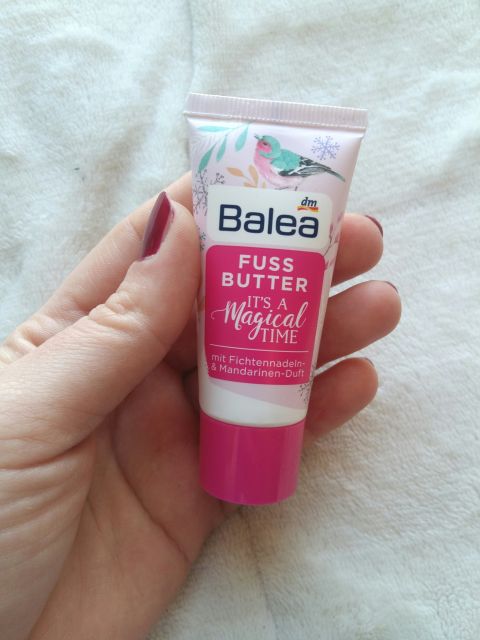 dm
Balea
FUSS
BUTTER
IT'S A
Magical
TIME
mit Fichtennadeln-
& Mandarinen-Duft